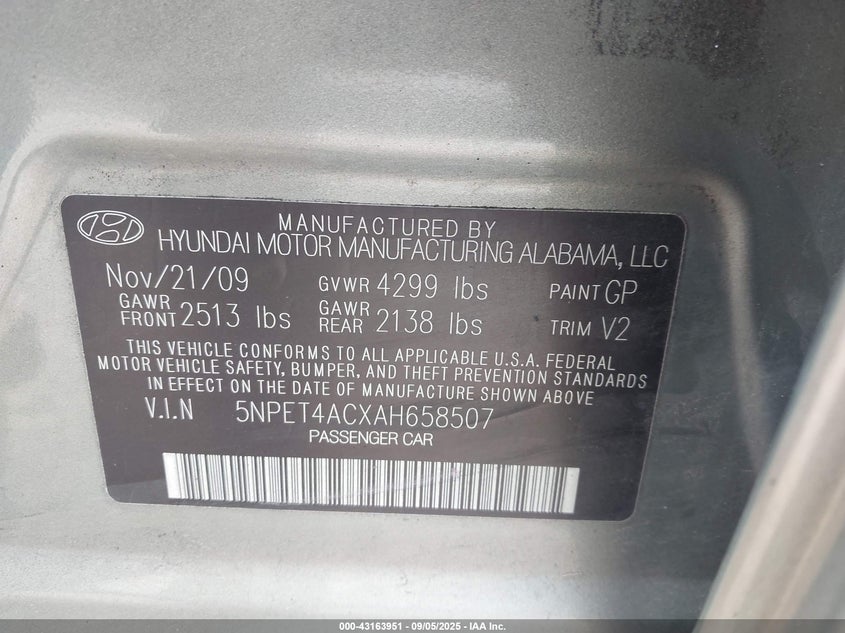 MANUFACTURED BY
HYUNDAI MOTOR MANUFACTURING ALABAMA, LLC
Nov/21/09 GVWR 4299 lbs PAINT GP
GAWR FRONT 2513 lbs GAWR REAR 2138 lbs TRIM V2
THIS VEHICLE CONFORMS TO ALL APPLICABLE U.S.A. FEDERAL
MOTOR VEHICLE SAFETY, BUMPER, AND THEFT PREVENTION STANDARDS
IN EFFECT ON THE DATE OF MANUFACTURE SHOWN ABOVE
V.I.N 5NPET4ACXAH658507
PASSENGER CAR
000-43163951 - 09/05/2025 - IAA Inc.